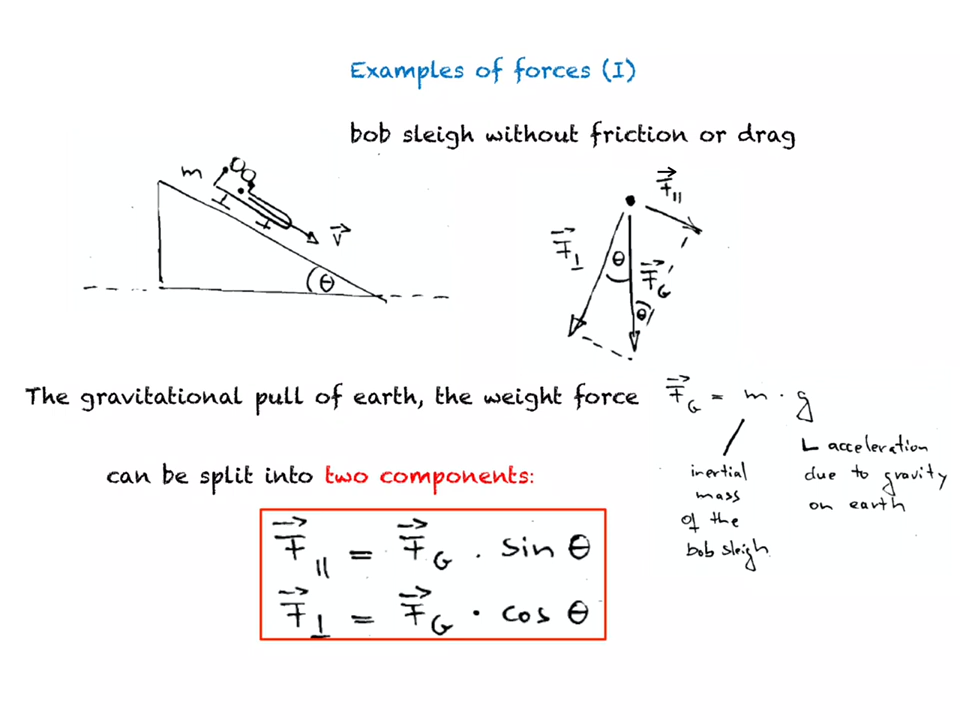 Examples of forces (I)
bob sleigh without friction or drag
m
v⃗
θ
F⃗∥
F⃗⊥
θ
F⃗G
θ
The gravitational pull of earth, the weight force F⃗G = m · g
inertial
mass
of the
bob sleigh
acceleration
due to gravity
on earth
can be split into two components:
F⃗∥ = F⃗G · sin θ
F⃗⊥ = F⃗G · cos θ